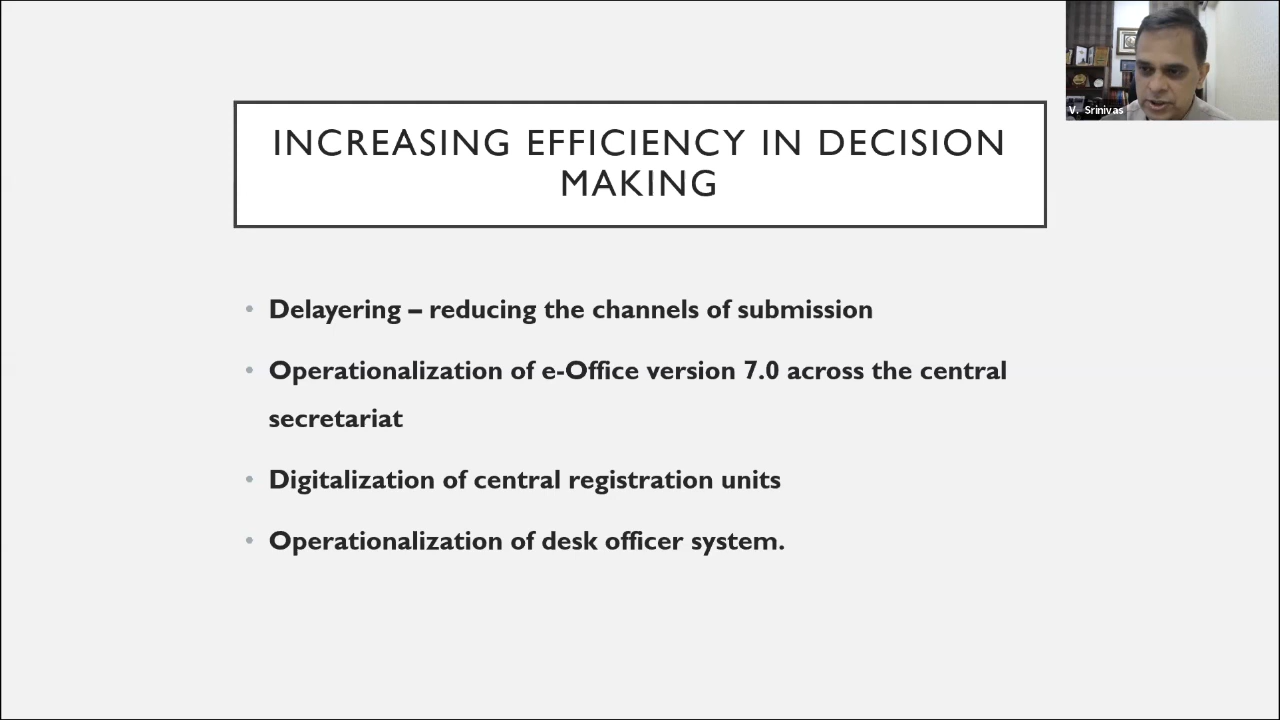 V. Srinivas
INCREASING EFFICIENCY IN DECISION
MAKING
• Delayering – reducing the channels of submission
• Operationalization of e-Office version 7.0 across the central
secretariat
• Digitalization of central registration units
• Operationalization of desk officer system.